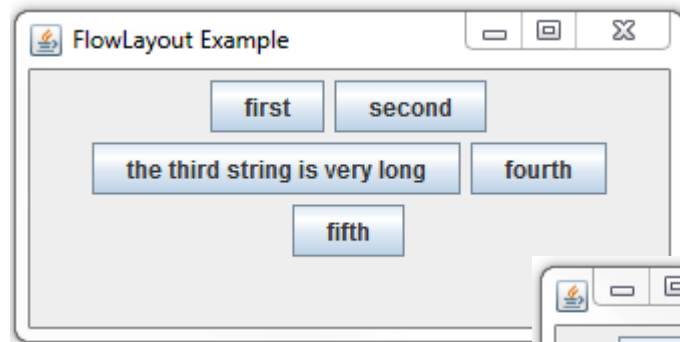 FlowLayout Example
first second
the third string is very long fourth
fifth